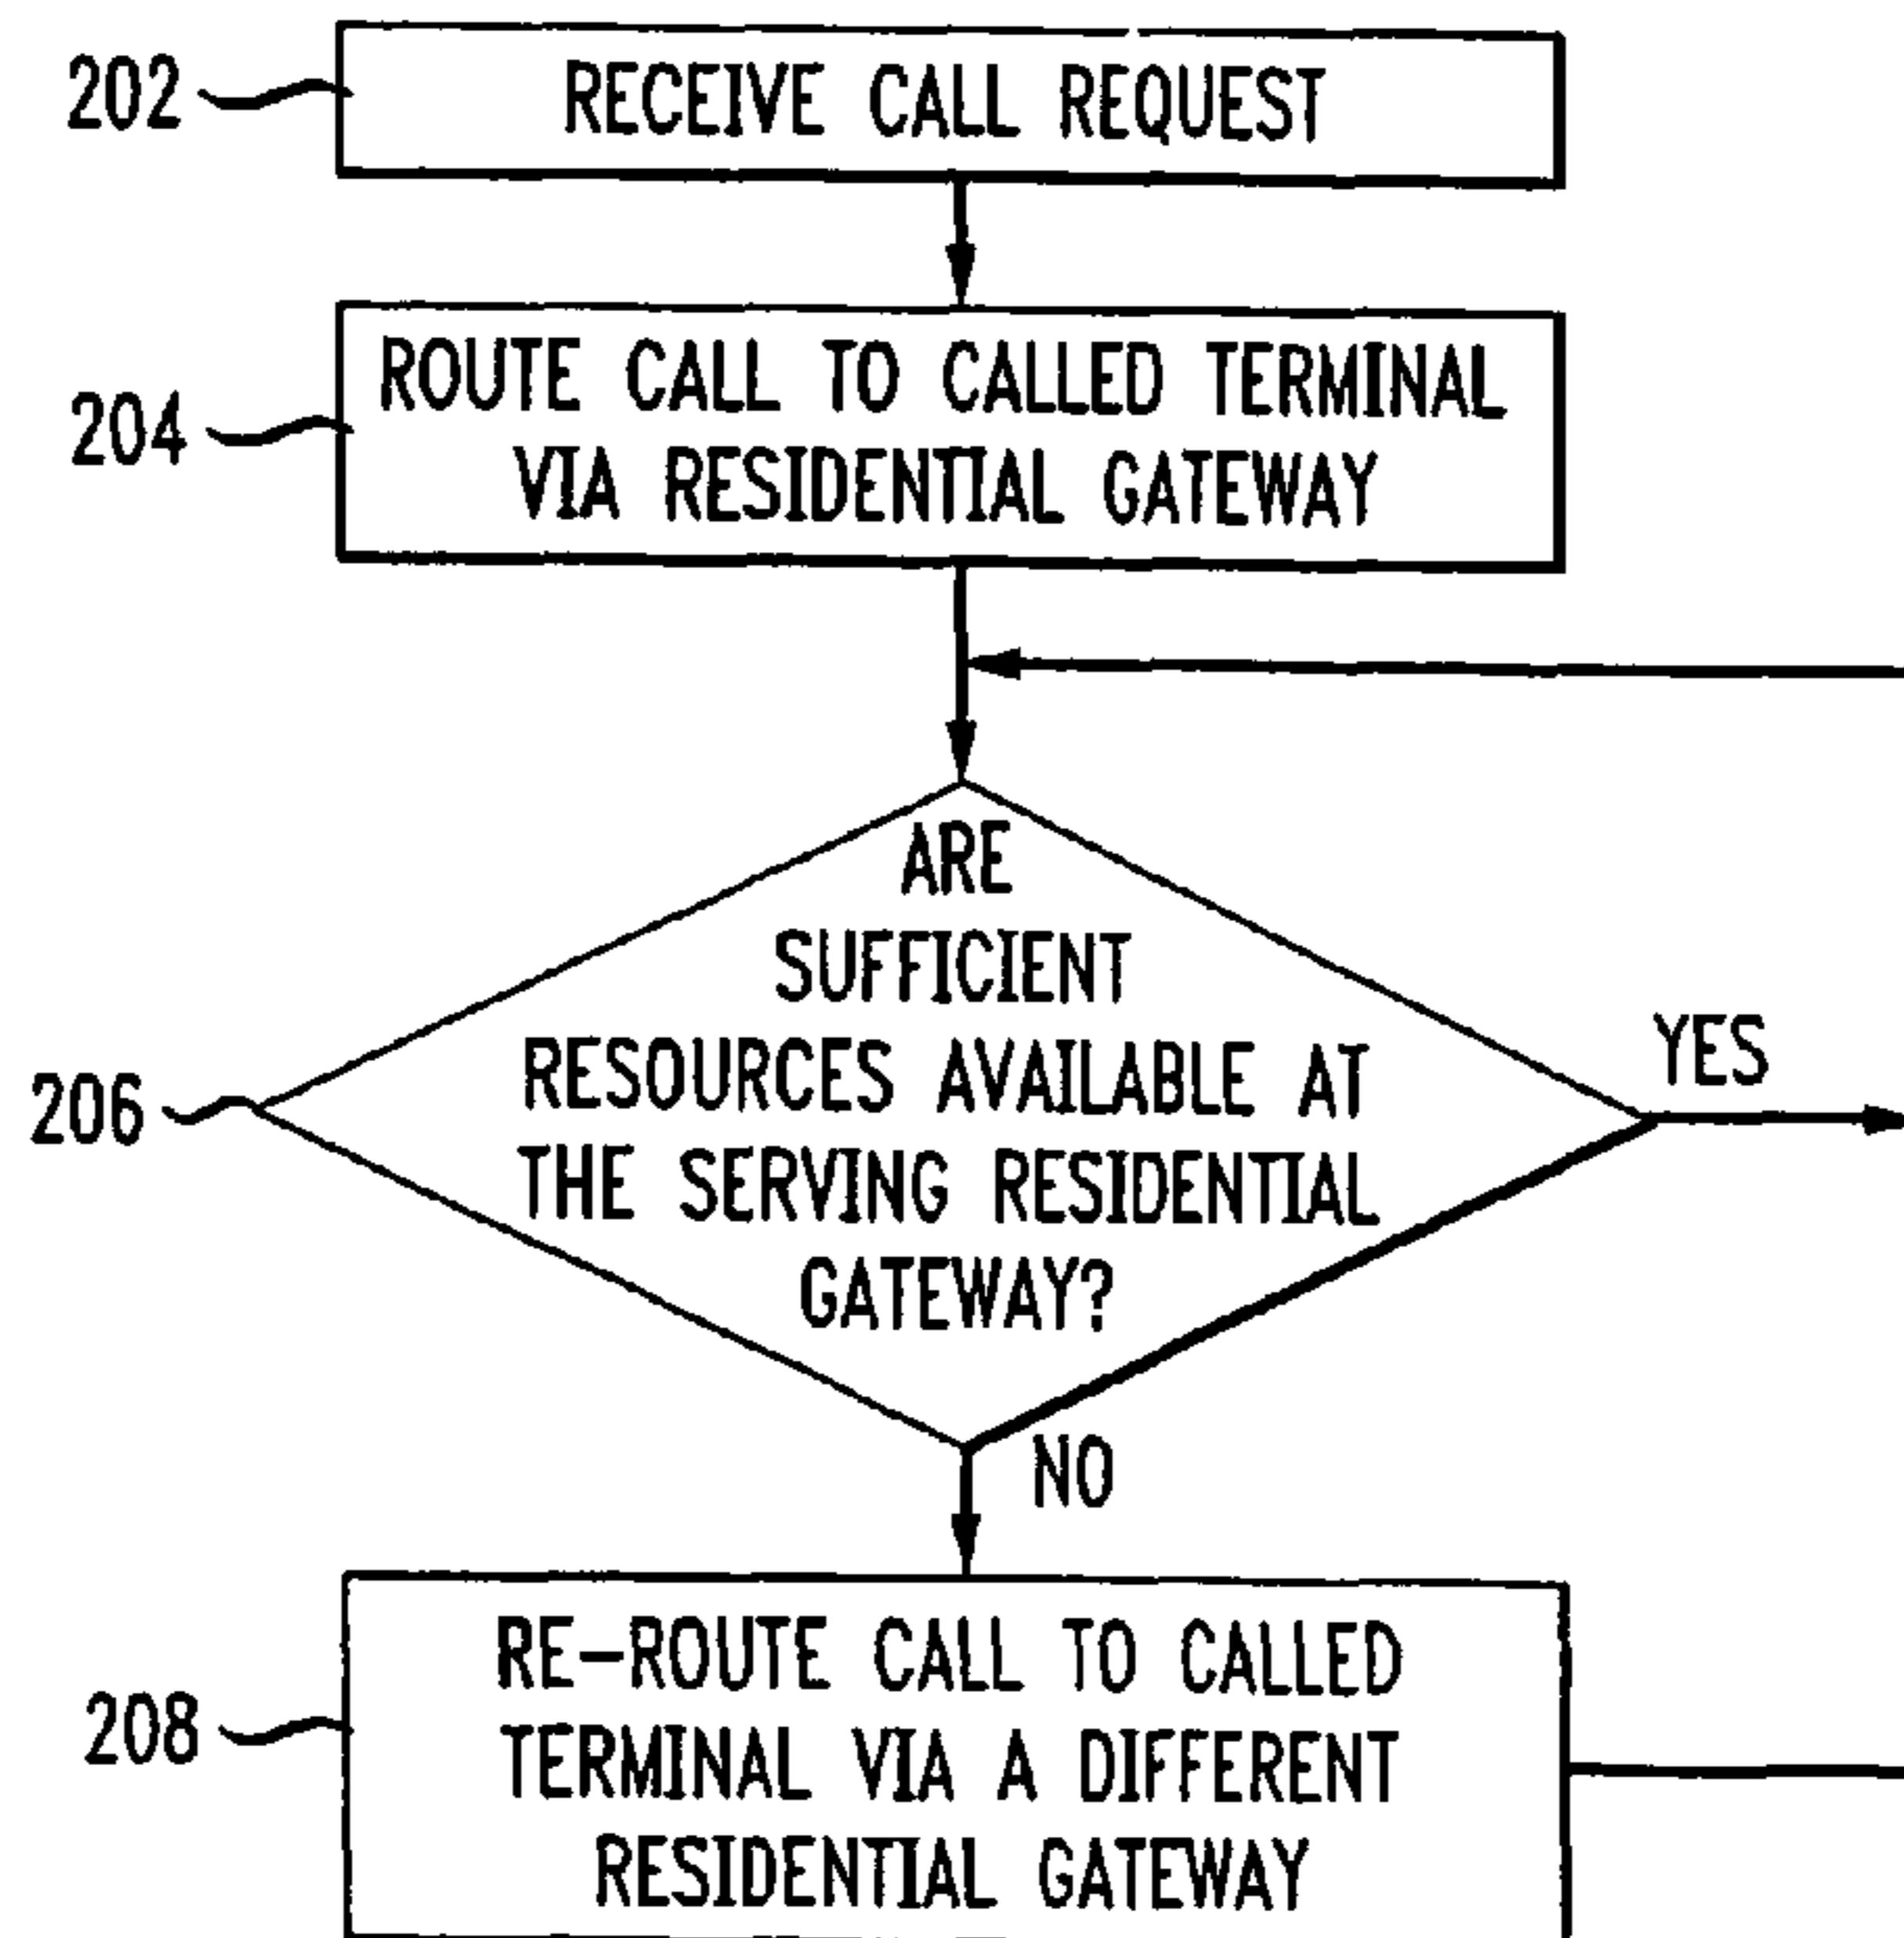 202
RECEIVE CALL REQUEST
204
ROUTE CALL TO CALLED TERMINAL
VIA RESIDENTIAL GATEWAY
206
ARE
SUFFICIENT
RESOURCES AVAILABLE AT
THE SERVING RESIDENTIAL
GATEWAY?
YES
NO
208
RE-ROUTE CALL TO CALLED
TERMINAL VIA A DIFFERENT
RESIDENTIAL GATEWAY